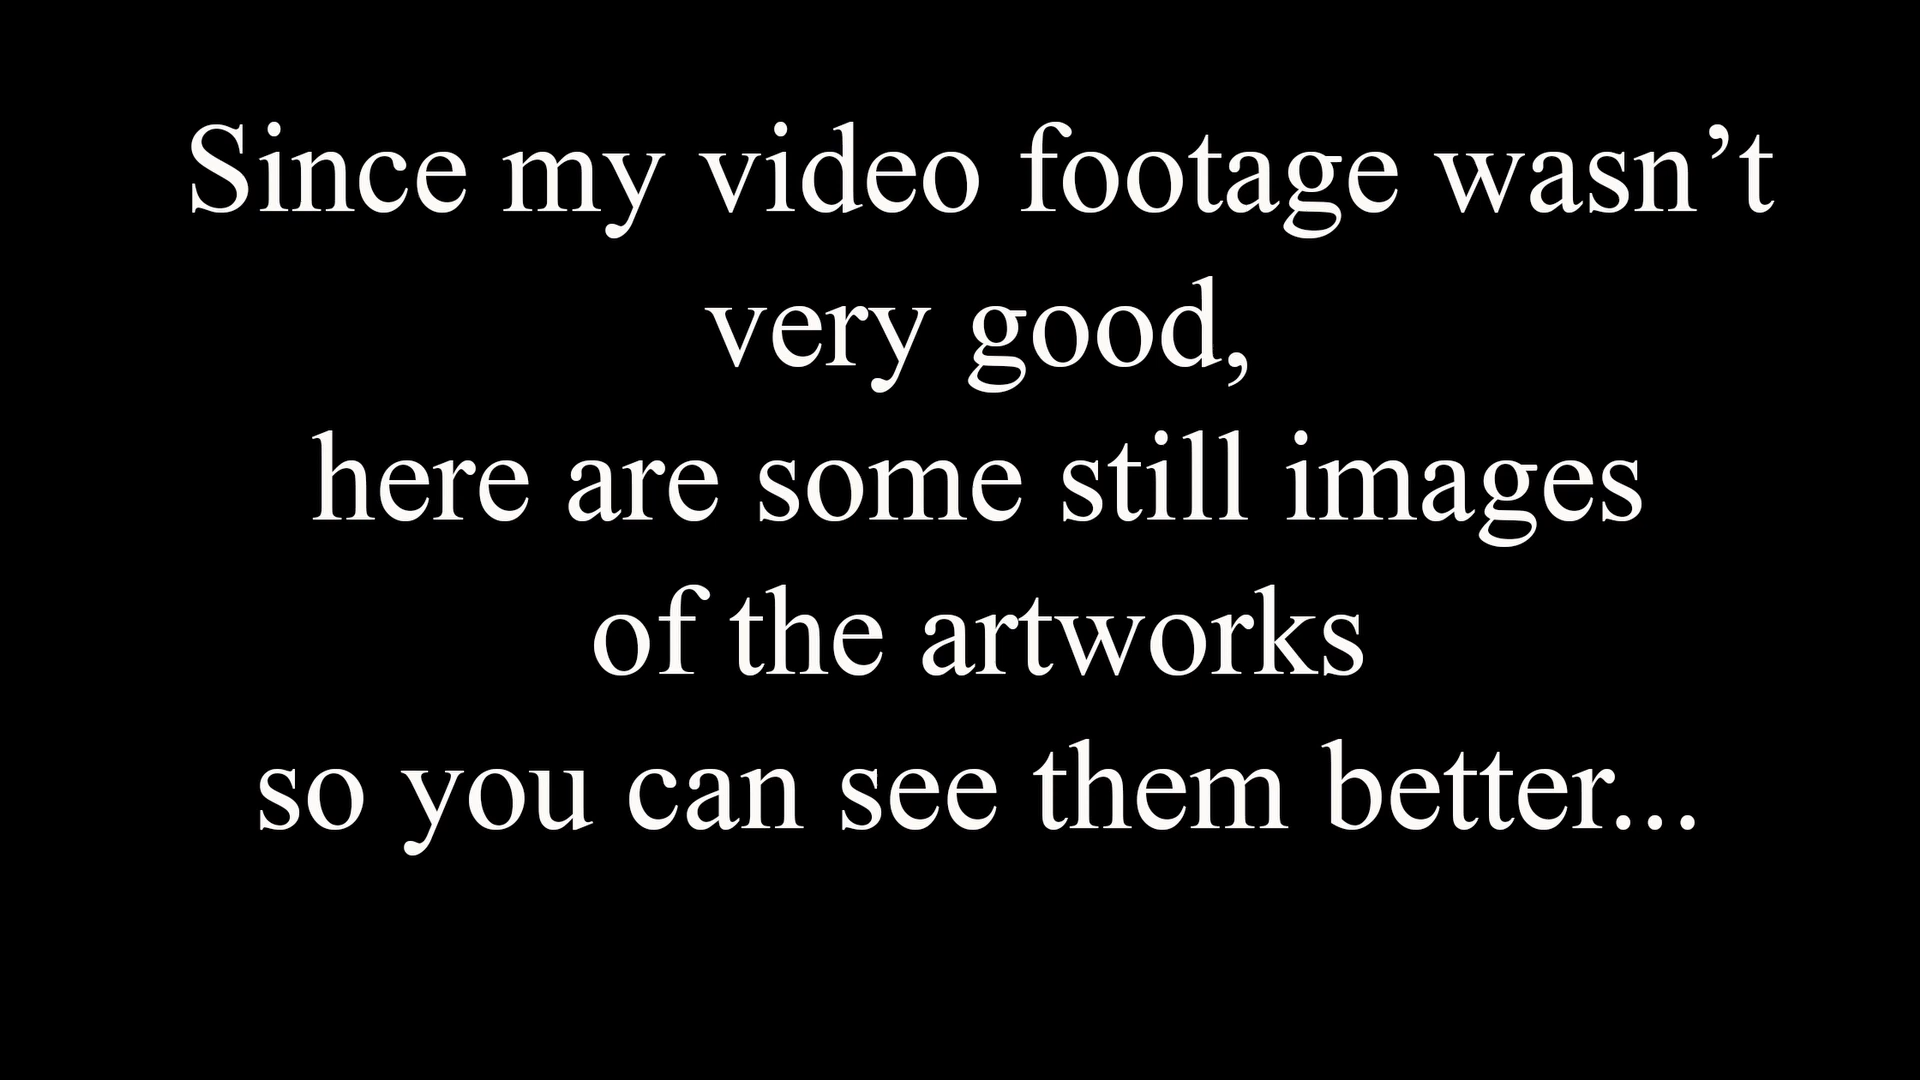 Since my video footage wasn’t
very good,
here are some still images
of the artworks
so you can see them better...